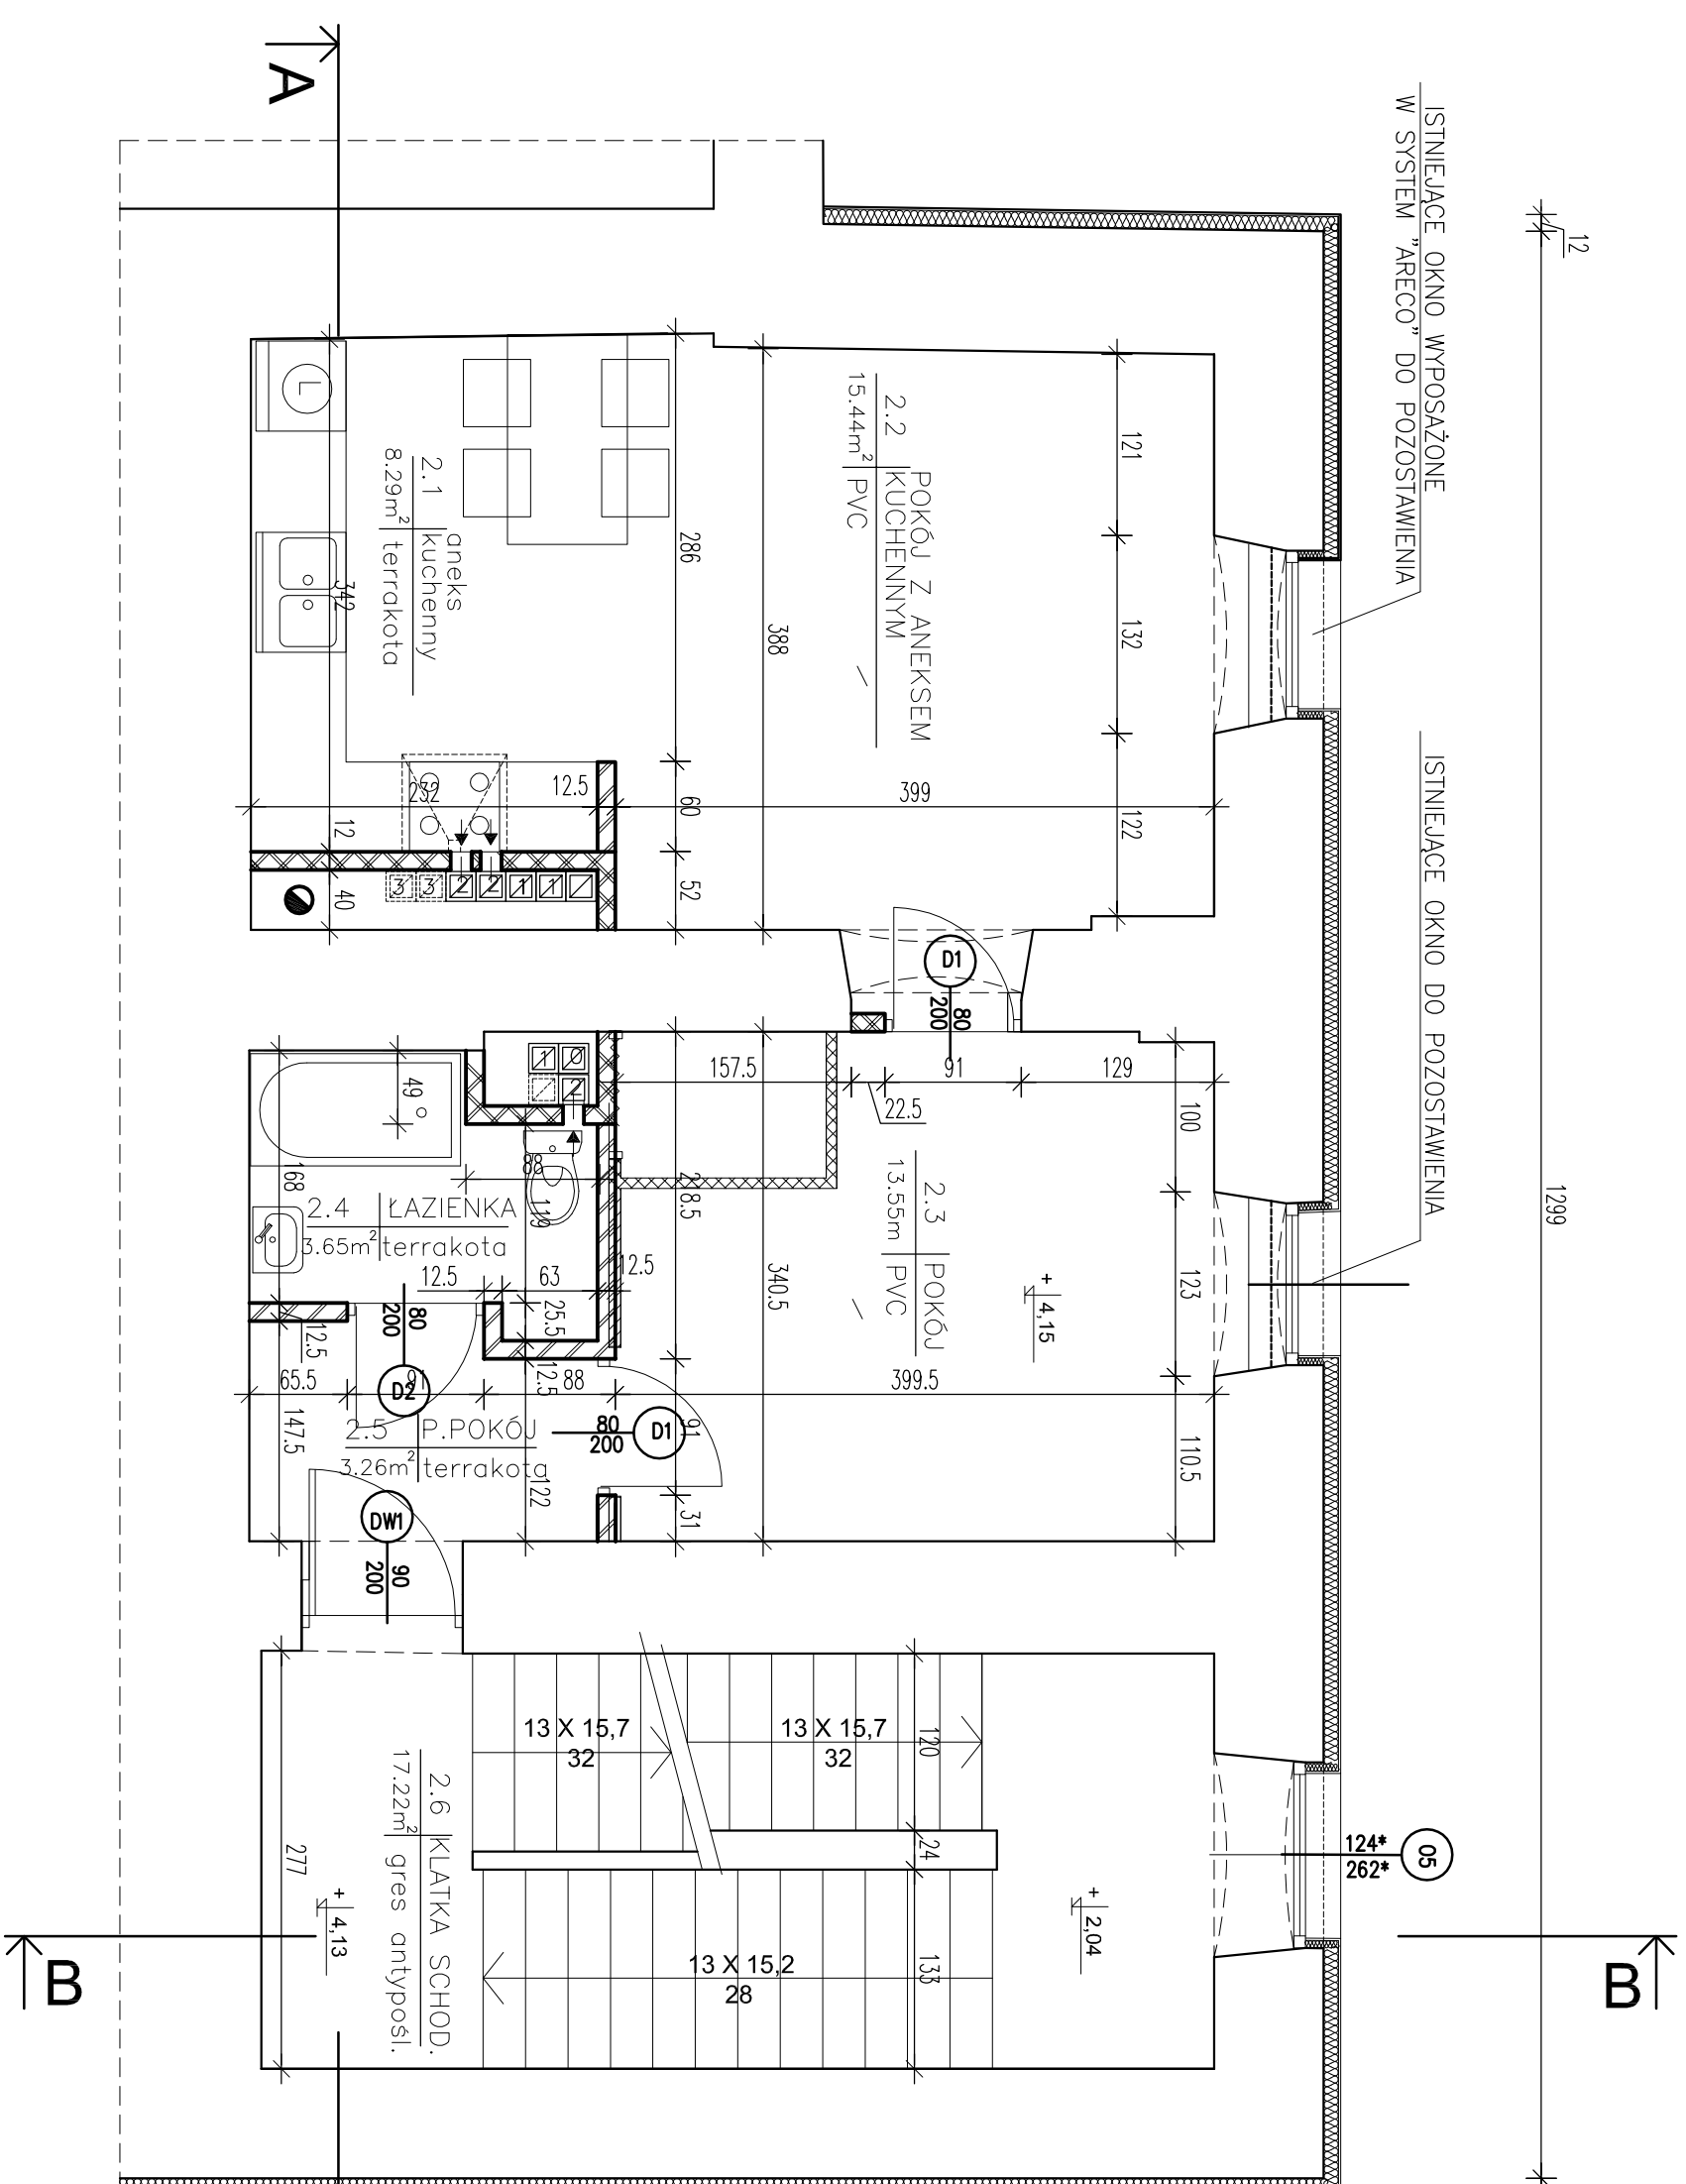 ISTNIEJĄCE OKNO WYPOSAŻONE
W SYSTEM "ARECO" DO POZOSTAWIENIA
ISTNIEJĄCE OKNO DO POZOSTAWIENIA
12
1299
A
B
B
2.2 POKÓJ Z ANEKSEM
KUCHENNYM
15.44m² PVC
121
132
122
399
388
286
60
52
2.1 aneks
kuchenny
8.29m² terrakota
L
342
232
12.5
12
40
3
3
2
2
1
1
D1
80
200
157.5
22.5
91
129
100
123
110.5
2.3 POKÓJ
13.55m PVC
+
4,15
340.5
399.5
218.5
91
31
1
0
2
49
168
88
119
2.4 ŁAZIENKA
3.65m² terrakota
12.5
63
12.5
25.5
12.5
12.5
65.5
91
88
147.5
122
D2
80
200
D1
80
200
2.5 P.POKÓJ
3.26m² terrakota
DW1
90
200
13 X 15,7
32
13 X 15,7
32
120
24
133
13 X 15,2
28
2.6 KLATKA SCHOD.
17.22m² gres antypośl.
277
+
4,13
+
2,04
05
124*
262*